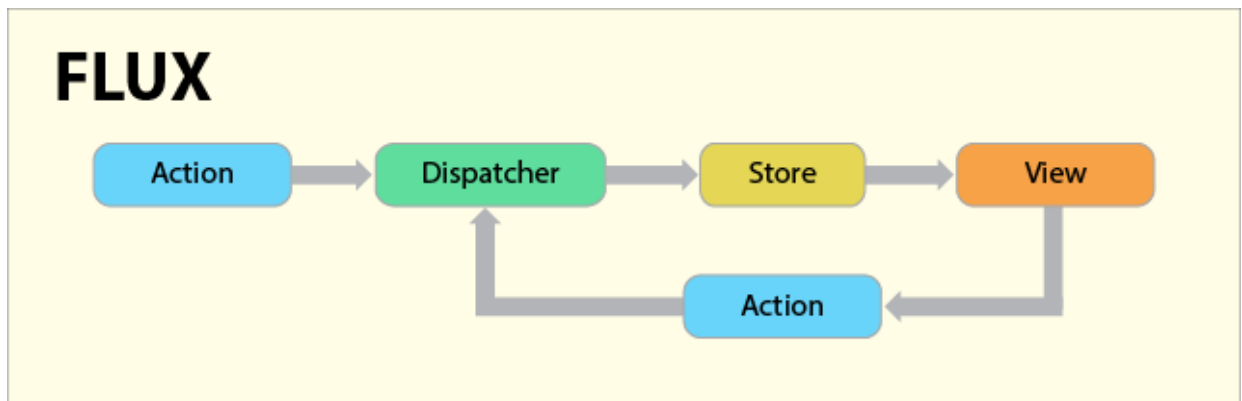 FLUX
Action
Dispatcher
Store
View
Action